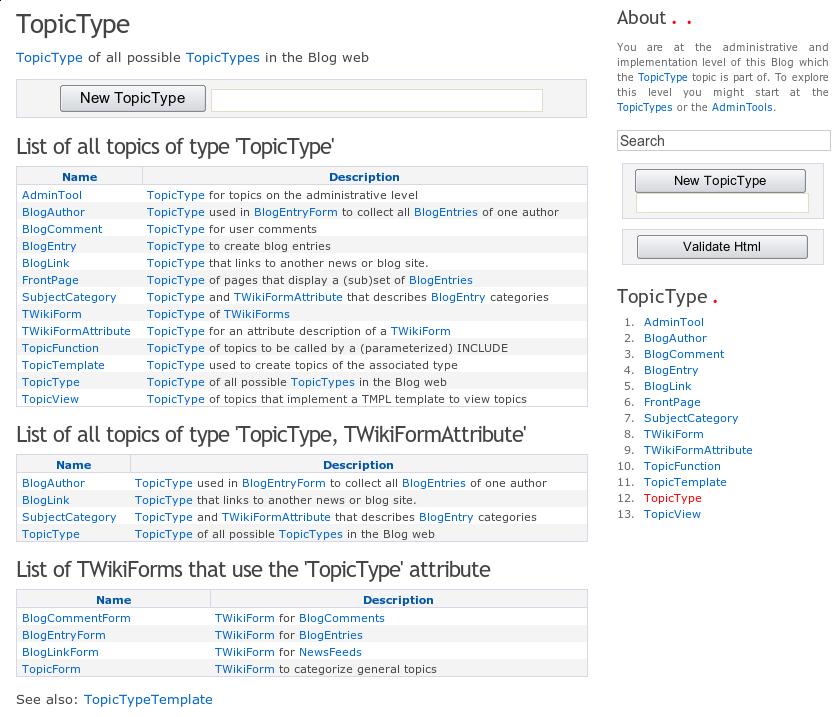 TopicType
TopicType of all possible TopicTypes in the Blog web
New TopicType
List of all topics of type 'TopicType'
Name Description
AdminTool TopicType for topics on the administrative level
BlogAuthor TopicType used in BlogEntryForm to collect all BlogEntries of one author
BlogComment TopicType for user comments
BlogEntry TopicType to create blog entries
BlogLink TopicType that links to another news or blog site.
FrontPage TopicType of pages that display a (sub)set of BlogEntries
SubjectCategory TopicType and TWikiFormAttribute that describes BlogEntry categories
TWikiForm TopicType of TWikiForms
TWikiFormAttribute TopicType for an attribute description of a TWikiForm
TopicFunction TopicType of topics to be called by a (parameterized) INCLUDE
TopicTemplate TopicType used to create topics of the associated type
TopicType TopicType of all possible TopicTypes in the Blog web
TopicView TopicType of topics that implement a TMPL template to view topics
List of all topics of type 'TopicType, TWikiFormAttribute'
Name Description
BlogAuthor TopicType used in BlogEntryForm to collect all BlogEntries of one author
BlogLink TopicType that links to another news or blog site.
SubjectCategory TopicType and TWikiFormAttribute that describes BlogEntry categories
TopicType TopicType of all possible TopicTypes in the Blog web
List of TWikiForms that use the 'TopicType' attribute
Name Description
BlogCommentForm TWikiForm for BlogComments
BlogEntryForm TWikiForm for BlogEntries
BlogLinkForm TWikiForm for NewsFeeds
TopicForm TWikiForm to categorize general topics
See also: TopicTypeTemplate
About . .
You are at the administrative and
implementation level of this Blog which
the TopicType topic is part of. To explore
this level you might start at the
TopicTypes or the AdminTools.
Search
New TopicType
Validate Html
TopicType .
1. AdminTool
2. BlogAuthor
3. BlogComment
4. BlogEntry
5. BlogLink
6. FrontPage
7. SubjectCategory
8. TWikiForm
9. TWikiFormAttribute
10. TopicFunction
11. TopicTemplate
12. TopicType
13. TopicView